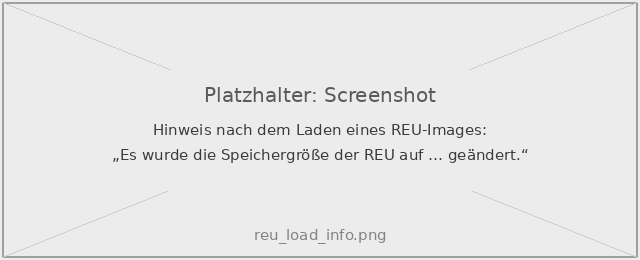 Platzhalter: Screenshot
Hinweis nach dem Laden eines REU-Images:
„Es wurde die Speichergröße der REU auf … geändert.“
reu_load_info.png